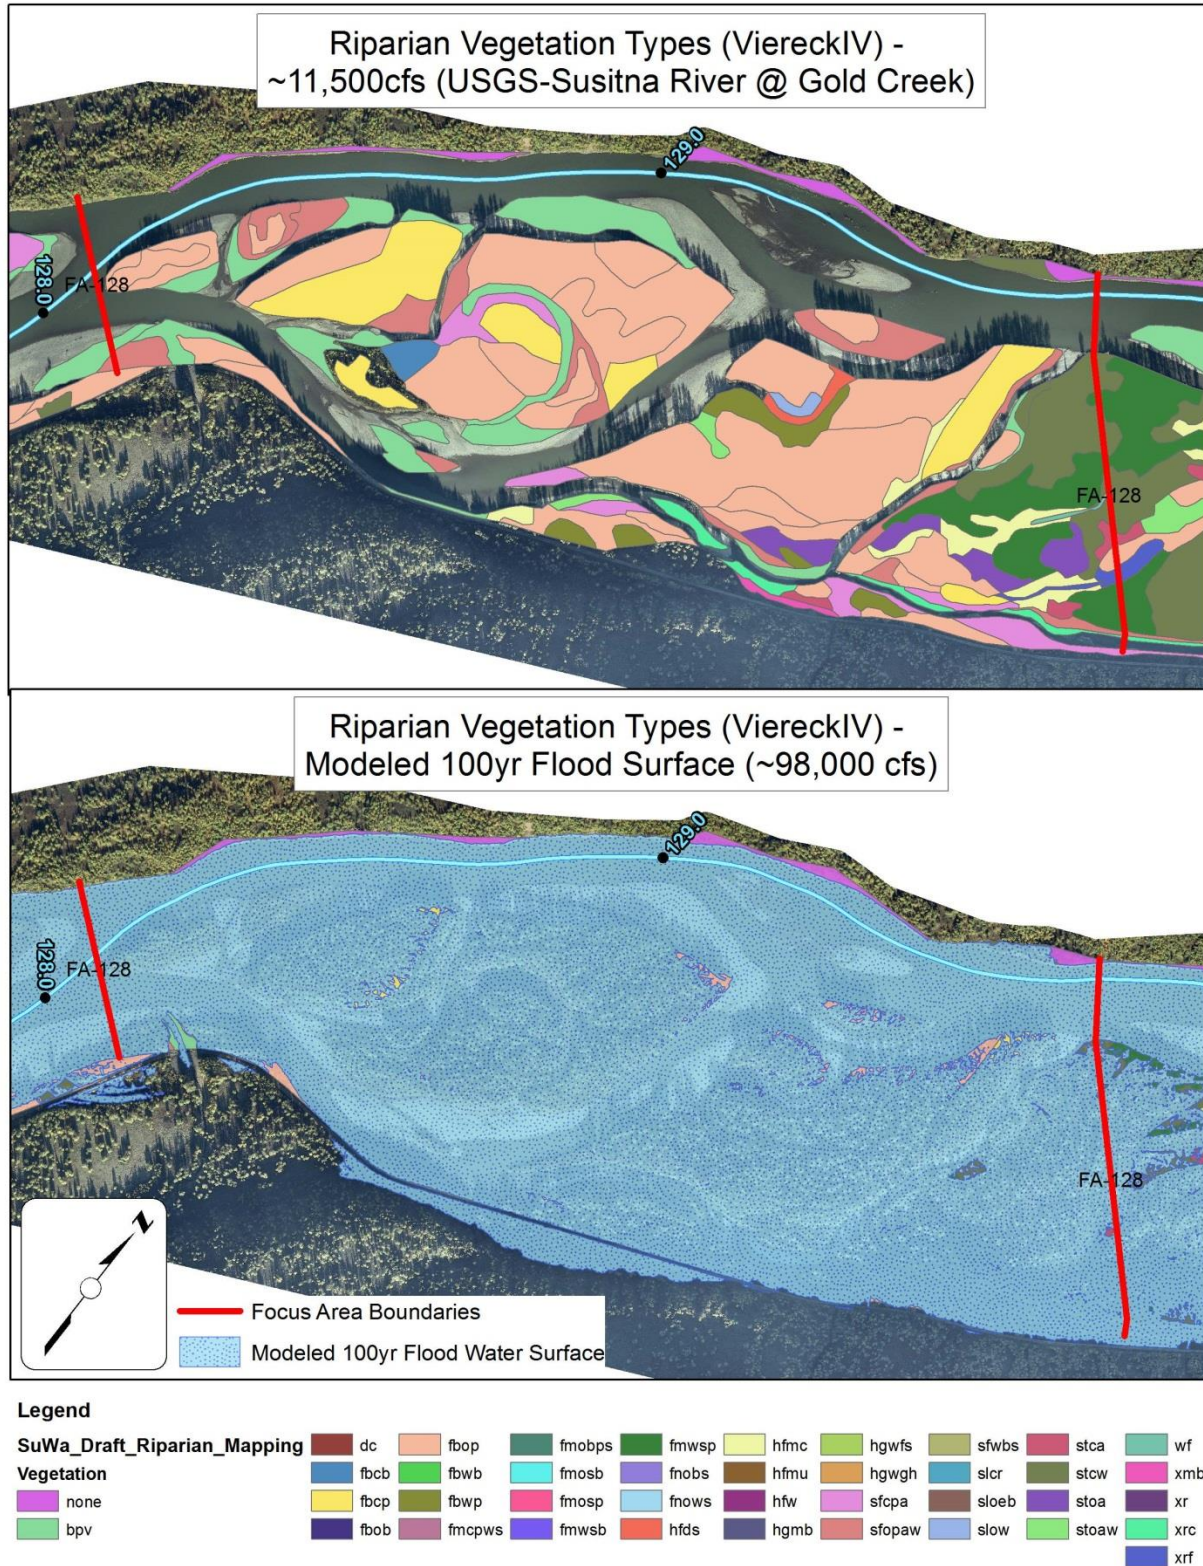 Riparian Vegetation Types (ViereckIV) -
~11,500cfs (USGS-Susitna River @ Gold Creek)
129.0
128.0
FA-128
FA-128
Riparian Vegetation Types (ViereckIV) -
Modeled 100yr Flood Surface (~98,000 cfs)
129.0
128.0
FA-128
FA-128
N
Focus Area Boundaries
Modeled 100yr Flood Water Surface
Legend
SuWa_Draft_Riparian_Mapping
Vegetation
none
bpv
dc
fbcb
fbcp
fbob
fbop
fbwb
fbwp
fmcpws
fmobps
fmosb
fmosp
fmwsb
fmwsp
fnobs
fnows
hfds
hfmc
hfmu
hfw
hgmb
hgwfs
hgwgh
sfcpa
sfopaw
sfwbs
slcr
sloeb
slow
stca
stcw
stoa
stoaw
wf
xmb
xr
xrc
xrf